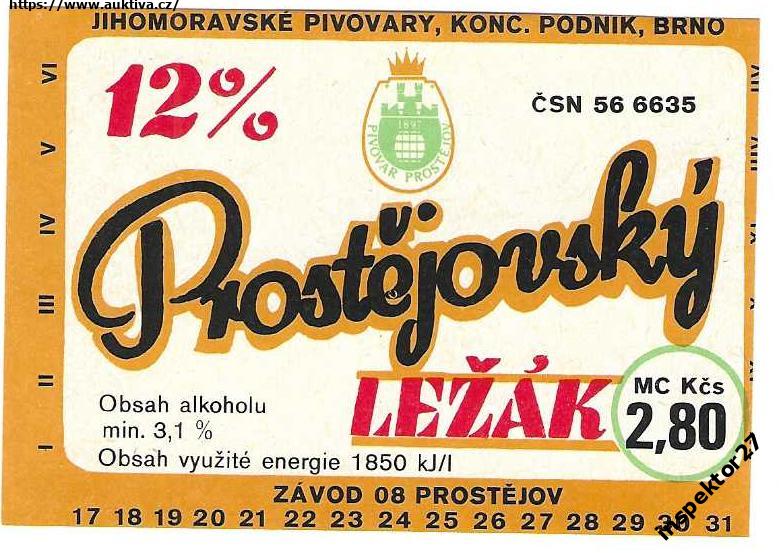 https://www.auktiva.cz/
JIHOMORAVSKÉ PIVOVARY, KONC. PODNIK, BRNO
12%
1897
PIVOVAR PROSTĚJOV
ČSN 56 6635
Prostějovský
LEŽÁK
MC Kčs
2,80
Obsah alkoholu
min. 3,1 %
Obsah využité energie 1850 kJ/l
ZÁVOD 08 PROSTĚJOV
17 18 19 20 21 22 23 24 25 26 27 28 29 30 31
I II III IV V VI
inspektor27